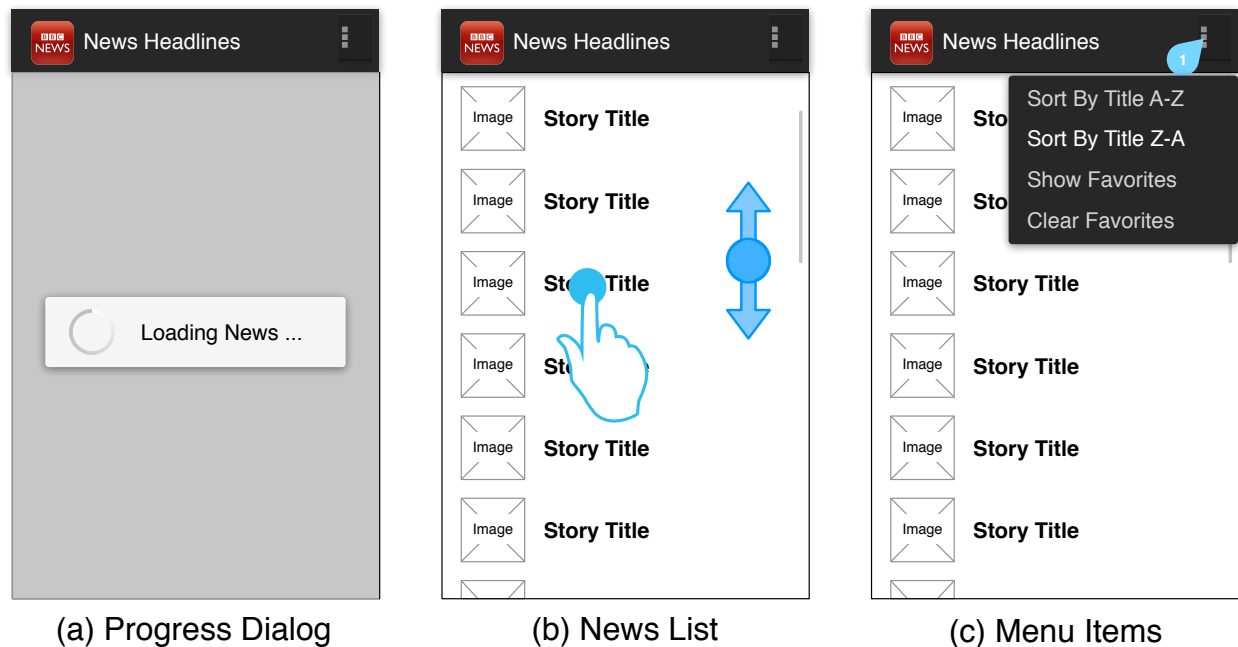 BBC
NEWS
News Headlines
Loading News ...
(a) Progress Dialog
BBC
NEWS
News Headlines
Image
Story Title
Image
Story Title
Image
Image
Image
Story Title
Image
Story Title
(b) News List
BBC
NEWS
News Headlines
1
Sort By Title A-Z
Sort By Title Z-A
Show Favorites
Clear Favorites
Image
Sto
Image
Sto
Image
Story Title
Image
Story Title
Image
Story Title
Image
Story Title
(c) Menu Items